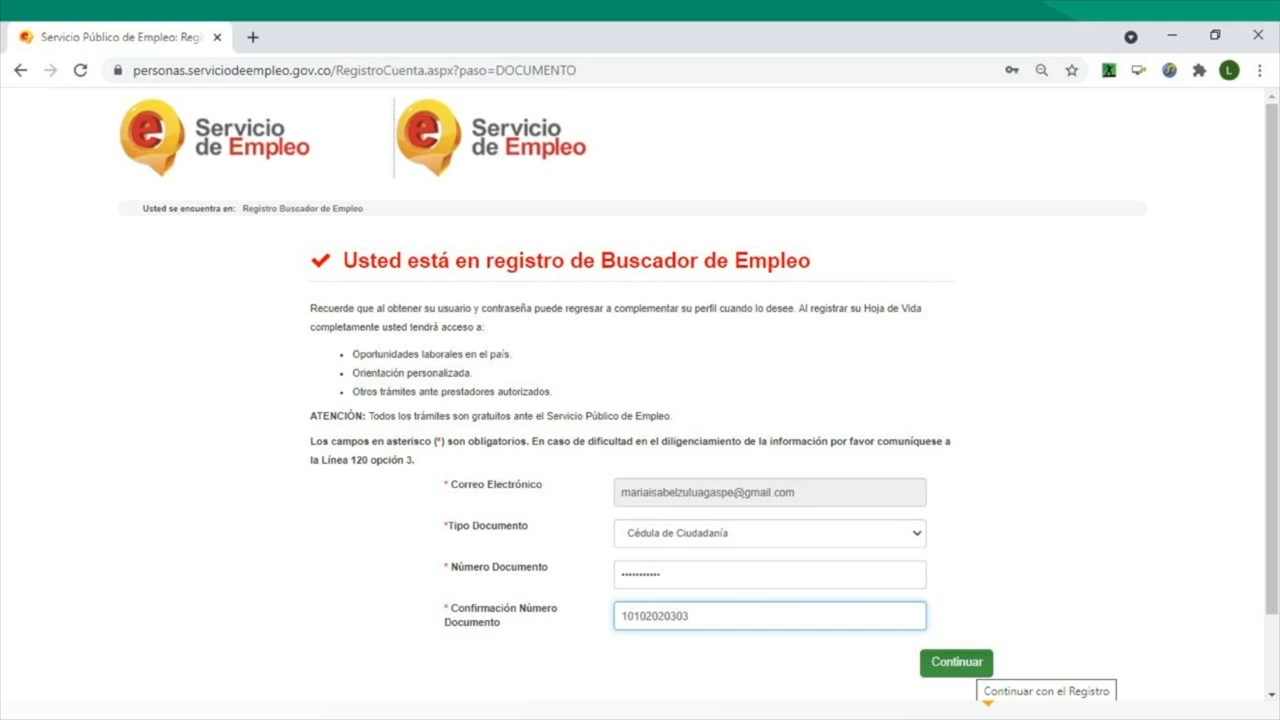 Servicio Público de Empleo: Regi
personas.serviciodeempleo.gov.co/RegistroCuenta.aspx?paso=DOCUMENTO
L
e Servicio de Empleo
e Servicio de Empleo
Usted se encuentra en: Registro Buscador de Empleo
Usted está en registro de Buscador de Empleo
Recuerde que al obtener su usuario y contraseña puede regresar a complementar su perfil cuando lo desee. Al registrar su Hoja de Vida
completamente usted tendrá acceso a:
• Oportunidades laborales en el país.
• Orientación personalizada.
• Otros trámites ante prestadores autorizados.
ATENCIÓN: Todos los trámites son gratuitos ante el Servicio Público de Empleo.
Los campos en asterisco (*) son obligatorios. En caso de dificultad en el diligenciamiento de la información por favor comuníquese a
la Línea 120 opción 3.
* Correo Electrónico mariaisabelzuluagaspe@gmail.com
*Tipo Documento Cédula de Ciudadanía
* Número Documento •••••••••••
* Confirmación Número
Documento 10102020303
Continuar
Continuar con el Registro